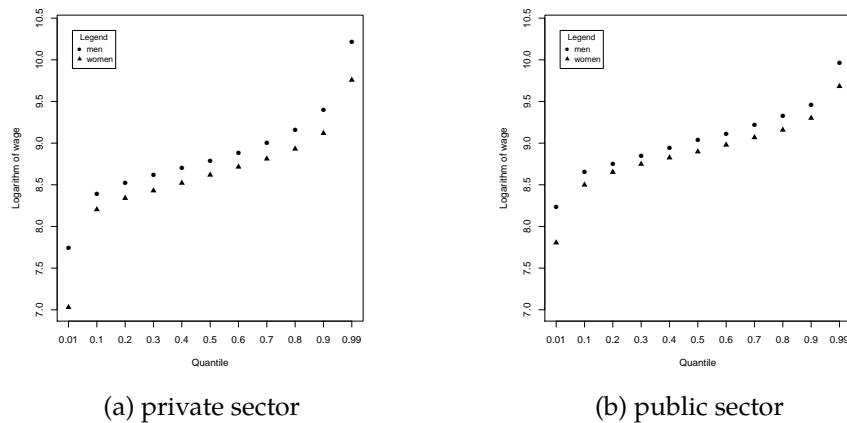 10.5
10.0
9.5
9.0
8.5
8.0
7.5
7.0
Logarithm of wage
Legend
men
women
0.01 0.1 0.2 0.3 0.4 0.5 0.6 0.7 0.8 0.9 0.99
Quantile
(a) private sector
10.5
10.0
9.5
9.0
8.5
8.0
7.5
7.0
Logarithm of wage
Legend
men
women
0.01 0.1 0.2 0.3 0.4 0.5 0.6 0.7 0.8 0.9 0.99
Quantile
(b) public sector